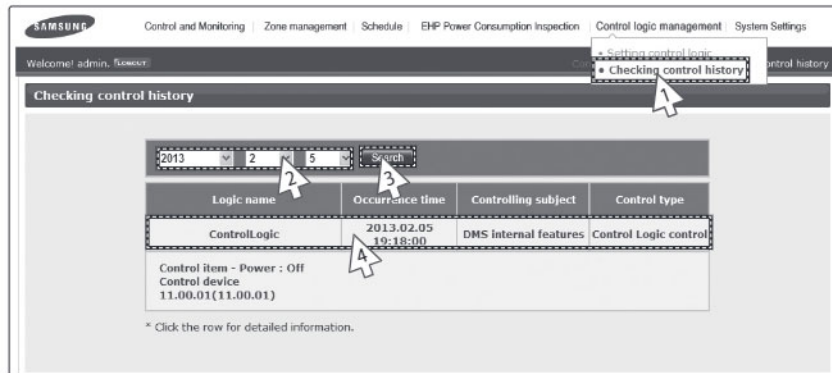 SAMSUNG
Control and Monitoring Zone management Schedule EHP Power Consumption Inspection Control logic management System Settings
Welcome! admin. LOGOUT
• Setting control logic
• Checking control history
ontrol history
Checking control history
2013 2 5 Search
Logic name Occurrence time Controlling subject Control type
ControlLogic 2013.02.05 19:18:00 DMS internal features Control Logic control
Control item - Power : Off
Control device
11.00.01(11.00.01)
* Click the row for detailed information.
1
2
3
4